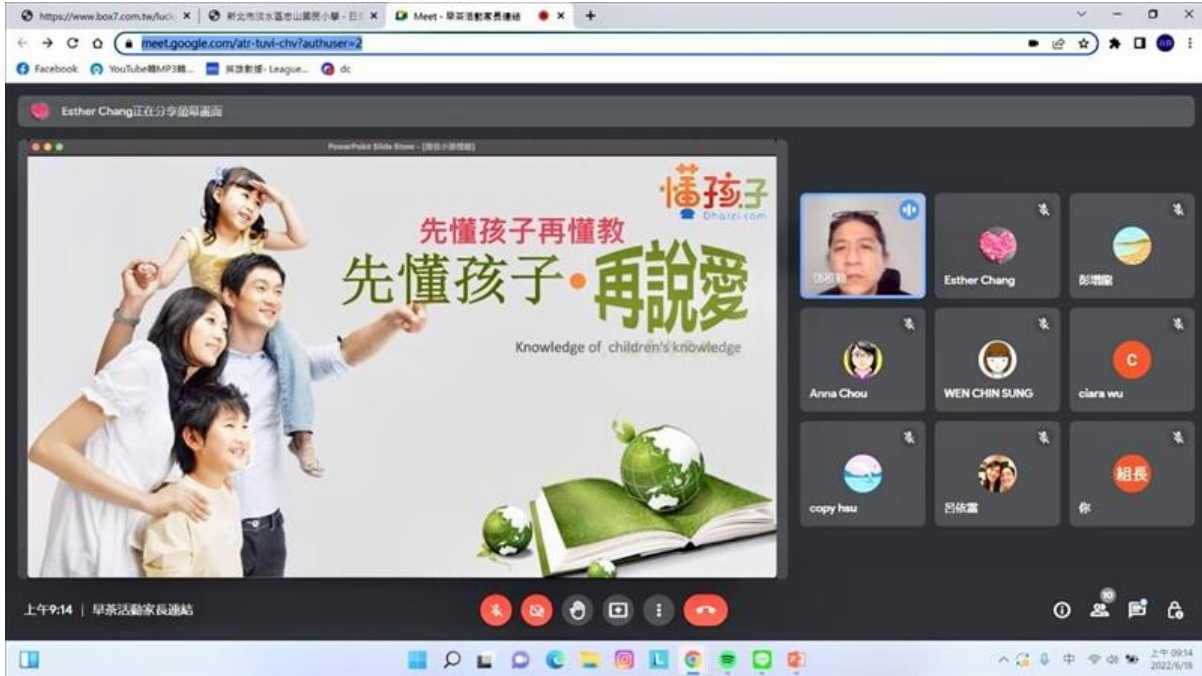 https://www.box7.com.tw/luck
新北市淡水區忠山國民小學 - 日
Meet - 早茶活動家長連結
meet.google.com/atr-tuvi-chv?authuser=2
Facebook
YouTube轉MP3轉...
英雄數據- League...
dc
Esther Chang正在分享螢幕畫面
PowerPoint Slide Show
懂孩子
Dhaizi.com
先懂孩子再懂教
先懂孩子•再說愛
Knowledge of children's knowledge
Esther Chang
彭增龍
Anna Chou
WEN CHIN SUNG
C
ciara wu
copy hsu
組長
你
上午9:14 | 早茶活動家長連結
10
中
上午 09:14
2022/6/18